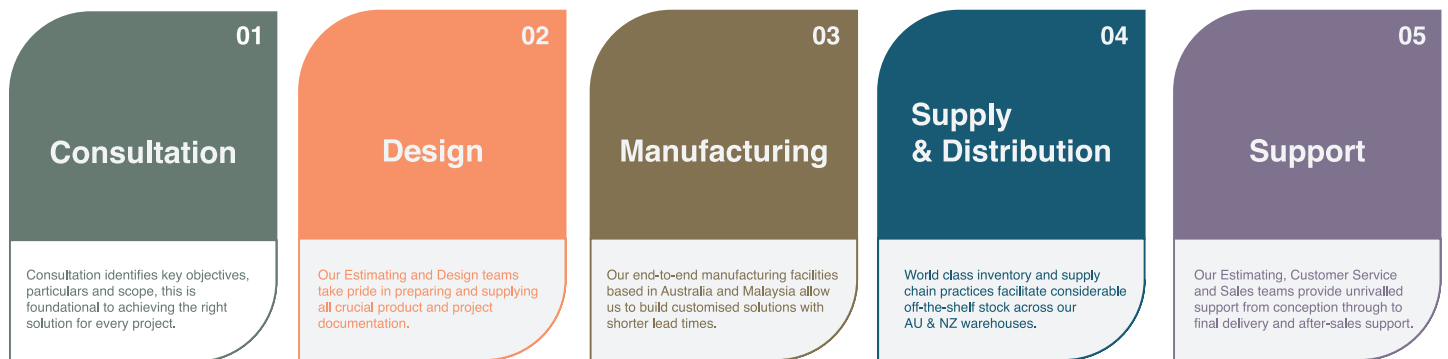 01
Consultation
Consultation identifies key objectives,
particulars and scope, this is
foundational to achieving the right
solution for every project.
02
Design
Our Estimating and Design teams
take pride in preparing and supplying
all crucial product and project
documentation.
03
Manufacturing
Our end-to-end manufacturing facilities
based in Australia and Malaysia allow
us to build customised solutions with
shorter lead times.
04
Supply
& Distribution
World class inventory and supply
chain practices facilitate considerable
off-the-shelf stock across our
AU & NZ warehouses.
05
Support
Our Estimating, Customer Service
and Sales teams provide unrivalled
support from conception through to
final delivery and after-sales support.